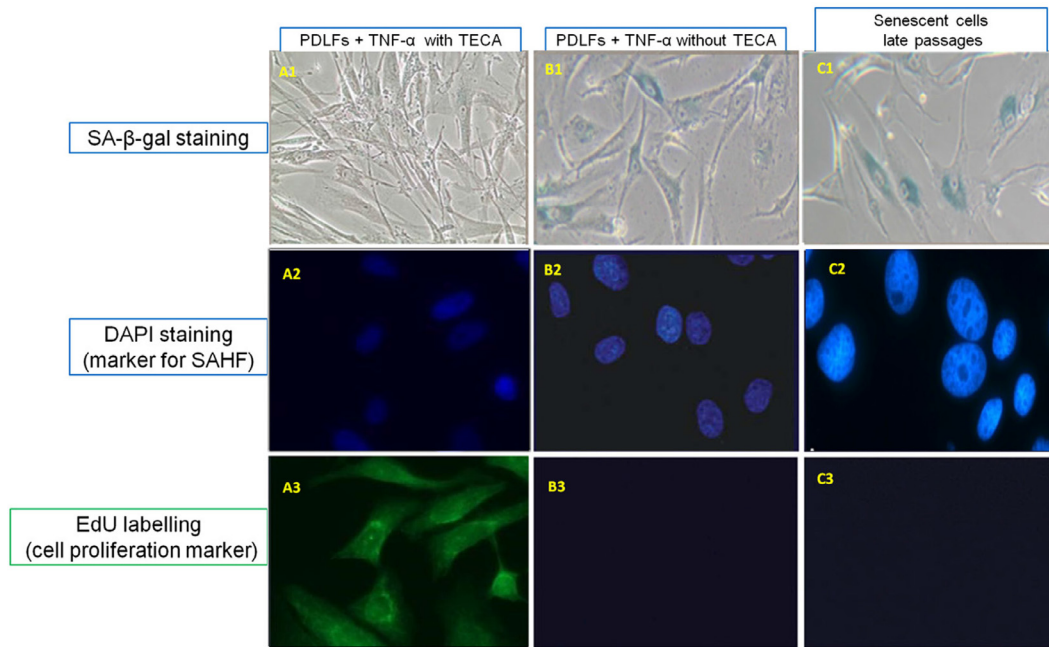 PDLFs + TNF-α with TECA
PDLFs + TNF-α without TECA
Senescent cells
late passages
SA-β-gal staining
A1
B1
C1
DAPI staining
(marker for SAHF)
A2
B2
C2
EdU labelling
(cell proliferation marker)
A3
B3
C3